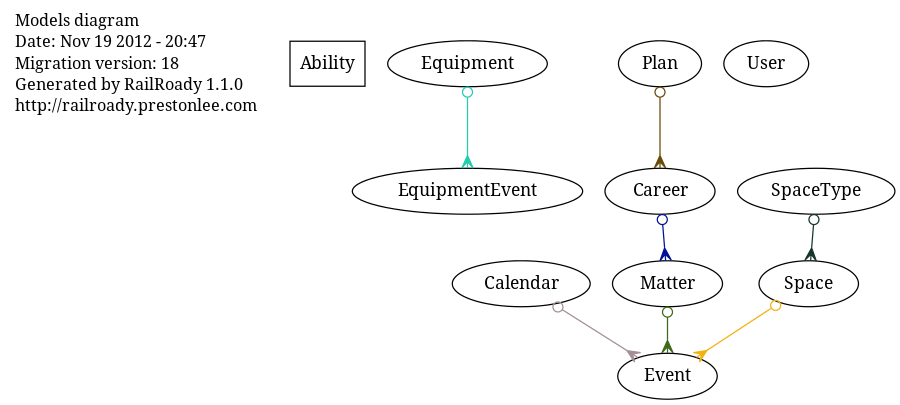 Models diagram
Date: Nov 19 2012 - 20:47
Migration version: 18
Generated by RailRoady 1.1.0
http://railroady.prestonlee.com
Ability
Equipment
Plan
User
EquipmentEvent
Career
SpaceType
Calendar
Matter
Space
Event